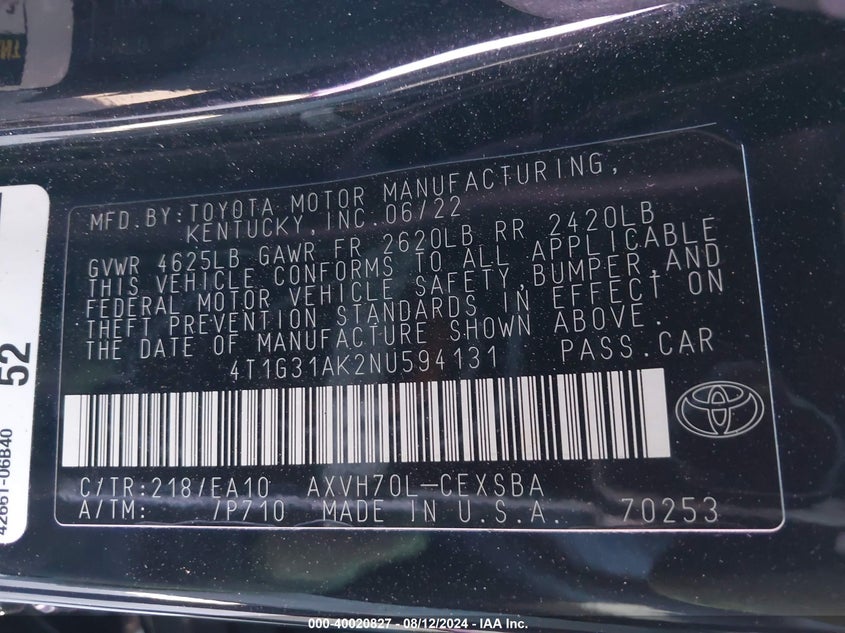 MFD.BY:TOYOTA MOTOR MANUFACTURING,
KENTUCKY,INC.06/22
GVWR 4625LB GAWR FR 2620LB RR 2420LB
THIS VEHICLE CONFORMS TO ALL APPLICABLE
FEDERAL MOTOR VEHICLE SAFETY,BUMPER,AND
THEFT PREVENTION STANDARDS IN EFFECT ON
THE DATE OF MANUFACTURE SHOWN ABOVE.
4T1G31AK2NU594131 PASS.CAR
C/TR:218/EA10 AXVH70L-CEXSBA
A/TM: /P710 MADE IN U.S.A. 70253
52
42661-06B40
000-40020827 - 08/12/2024 - IAA Inc.